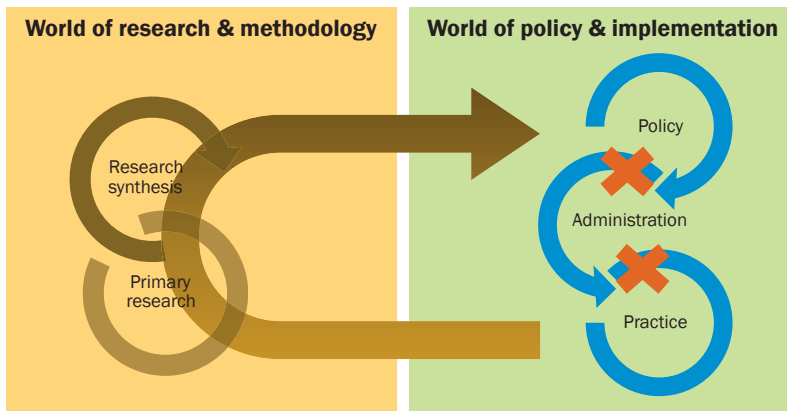 World of research & methodology
World of policy & implementation
Research
synthesis
Primary
research
Policy
Administration
Practice